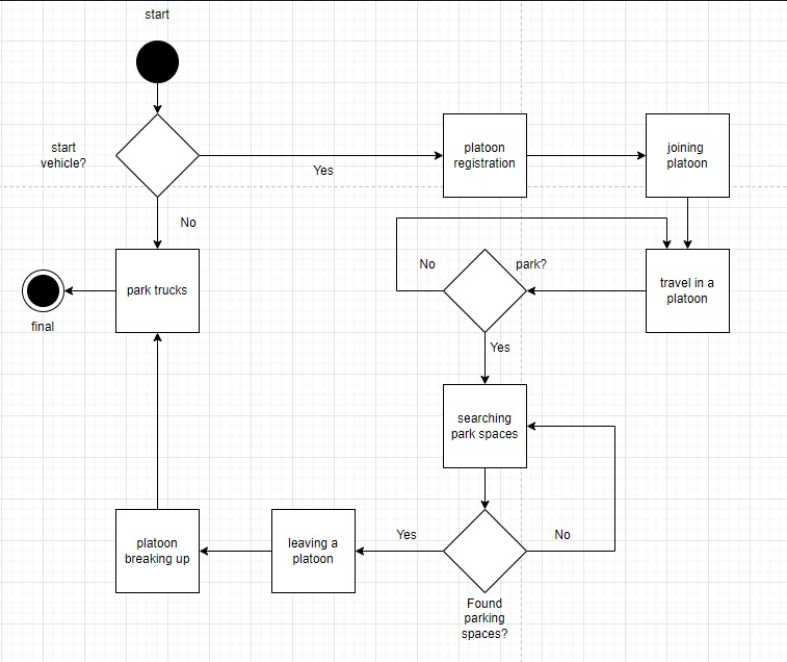 start
start
vehicle?
Yes
platoon
registration
joining
platoon
No
park trucks
final
No
park?
travel in a
platoon
Yes
searching
park spaces
platoon
breaking up
leaving a
platoon
Yes
No
Found
parking
spaces?